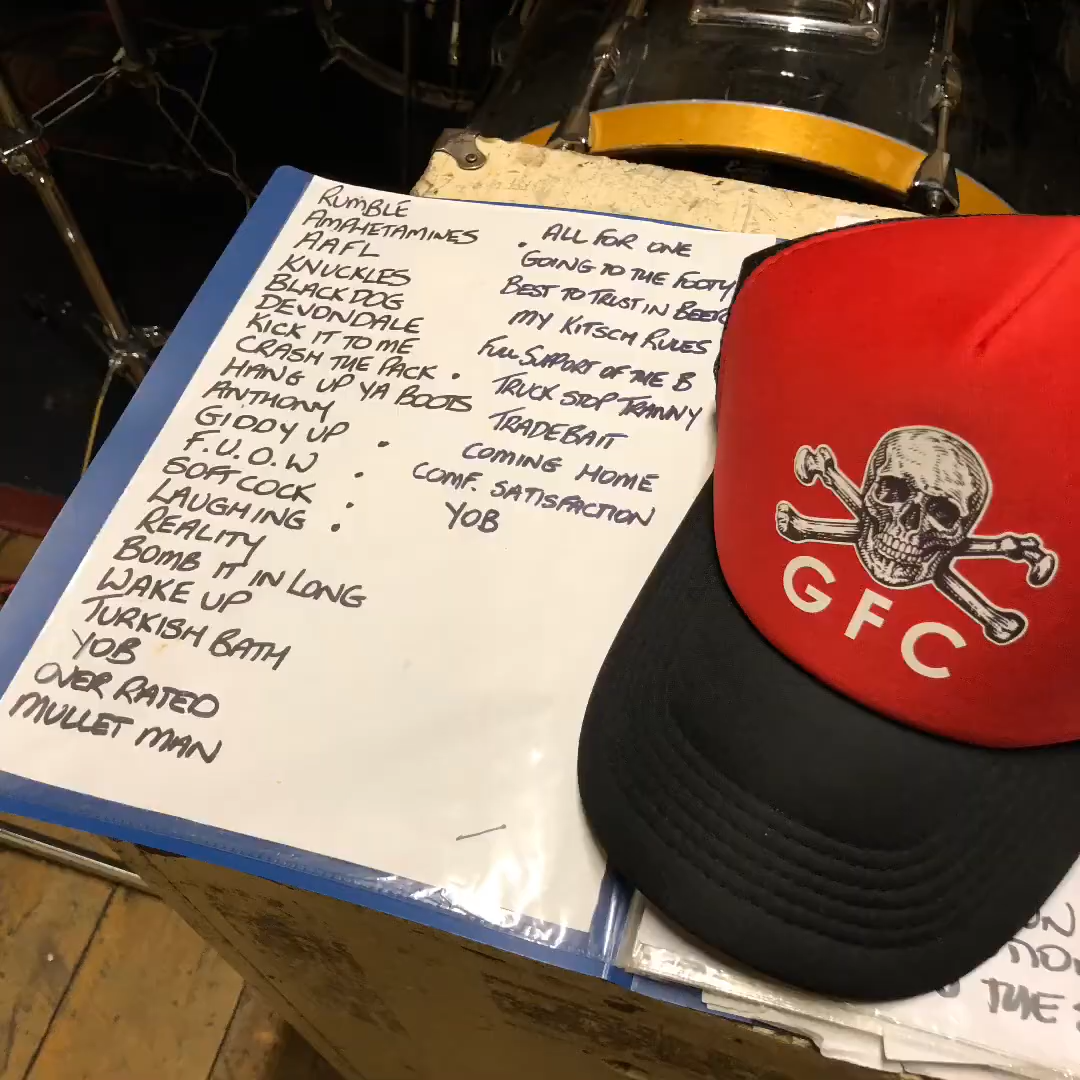 RUMBLE
AMPHETAMINES
AAFL
KNUCKLES
BLACK DOG
DEVONDALE
KICK IT TO ME
CRASH THE PACK .
HANG UP YA BOOTS
ANTHONY
GIDDY UP .
F.U.O.W .
SOFT COCK .
LAUGHING .
REALITY
BOMB IT IN LONG
WAKE UP
TURKISH BATH
YOB
OVER RATED
MULLET MAN
ALL FOR ONE
. GOING TO THE FOOTY
BEST TO TRUST IN BEER
MY KITSCH RULES
FULL SUPPORT OF THE B
TRUCK STOP TRANNY
TRADEBAIT
COMING HOME
COMF. SATISFACTION
YOB
GFC
THE